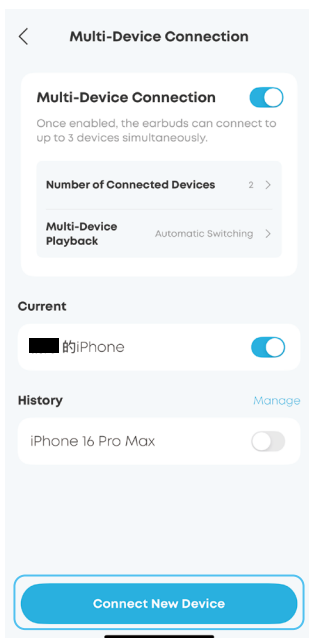 Multi-Device Connection
Multi-Device Connection
Once enabled, the earbuds can connect to
up to 3 devices simultaneously.
Number of Connected Devices 2
Multi-Device
Playback
Automatic Switching
Current
的iPhone
History Manage
iPhone 16 Pro Max
Connect New Device